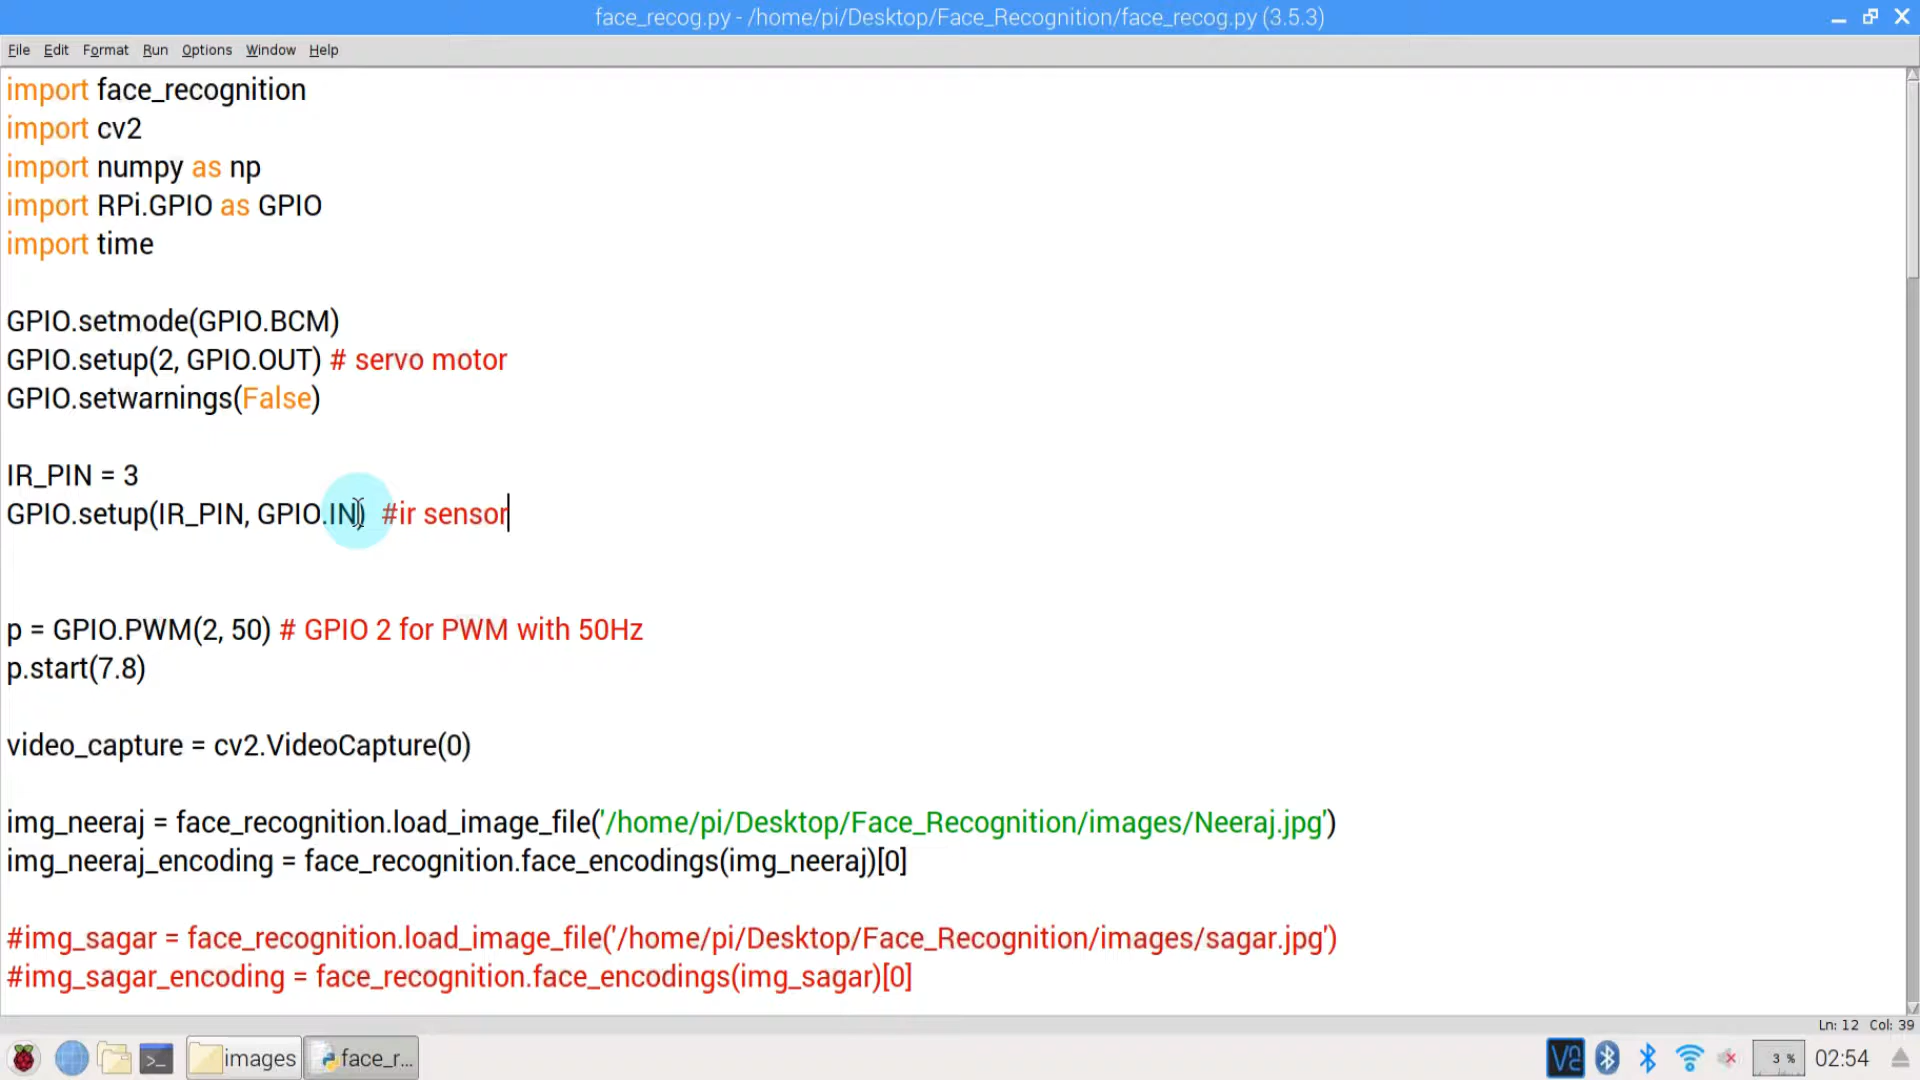 face_recog.py - /home/pi/Desktop/Face_Recognition/face_recog.py (3.5.3)
File Edit Format Run Options Window Help
import face_recognition
import cv2
import numpy as np
import RPi.GPIO as GPIO
import time
GPIO.setmode(GPIO.BCM)
GPIO.setup(2, GPIO.OUT) # servo motor
GPIO.setwarnings(False)
IR_PIN = 3
GPIO.setup(IR_PIN, GPIO.IN)  #ir sensor
p = GPIO.PWM(2, 50) # GPIO 2 for PWM with 50Hz
p.start(7.8)
video_capture = cv2.VideoCapture(0)
img_neeraj = face_recognition.load_image_file('/home/pi/Desktop/Face_Recognition/images/Neeraj.jpg')
img_neeraj_encoding = face_recognition.face_encodings(img_neeraj)[0]
#img_sagar = face_recognition.load_image_file('/home/pi/Desktop/Face_Recognition/images/sagar.jpg')
#img_sagar_encoding = face_recognition.face_encodings(img_sagar)[0]
Ln: 12 Col: 39
images face_r... 3 % 02:54